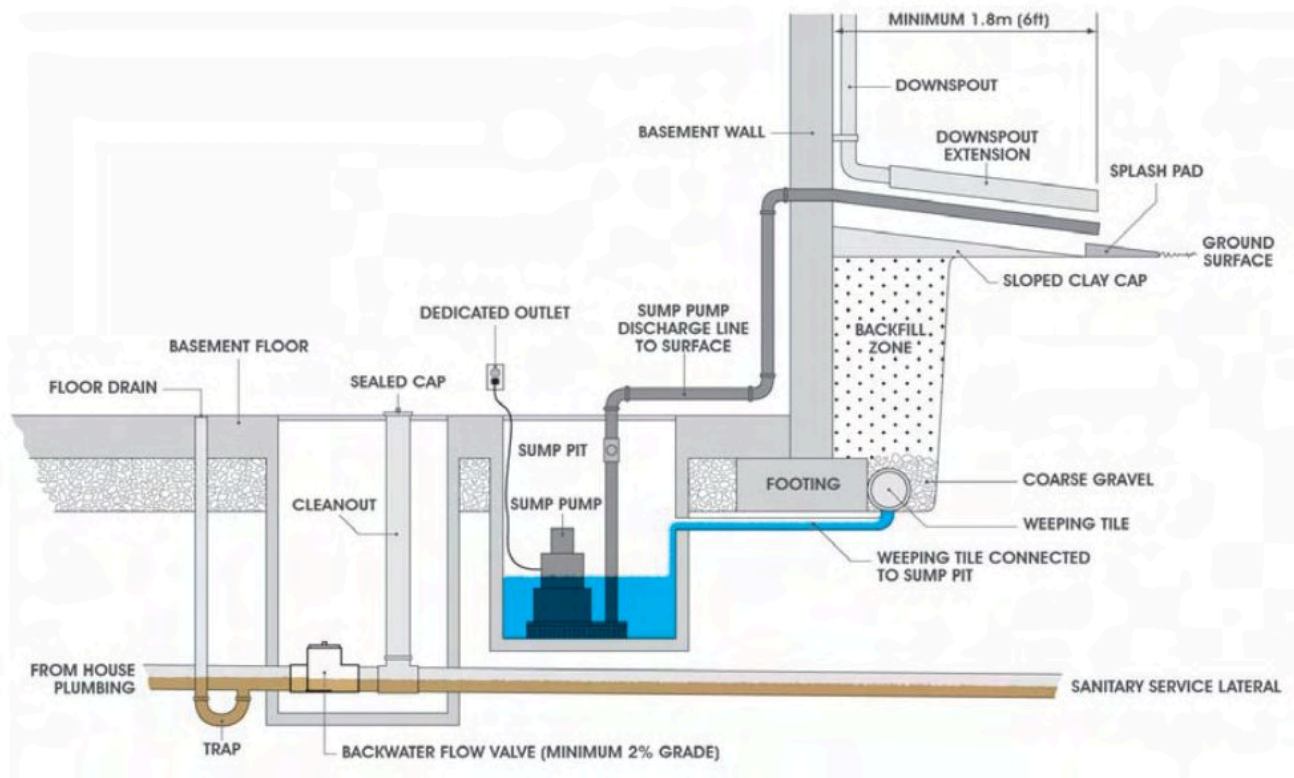 MINIMUM 1.8m (6ft)
DOWNSPOUT
BASEMENT WALL
DOWNSPOUT
EXTENSION
SPLASH PAD
GROUND
SURFACE
SLOPED CLAY CAP
DEDICATED OUTLET
SUMP PUMP
DISCHARGE LINE
TO SURFACE
BACKFILL
ZONE
BASEMENT FLOOR
FLOOR DRAIN
SEALED CAP
SUMP PIT
FOOTING
COARSE GRAVEL
CLEANOUT
SUMP PUMP
WEEPING TILE
WEEPING TILE CONNECTED
TO SUMP PIT
FROM HOUSE
PLUMBING
SANITARY SERVICE LATERAL
TRAP
BACKWATER FLOW VALVE (MINIMUM 2% GRADE)